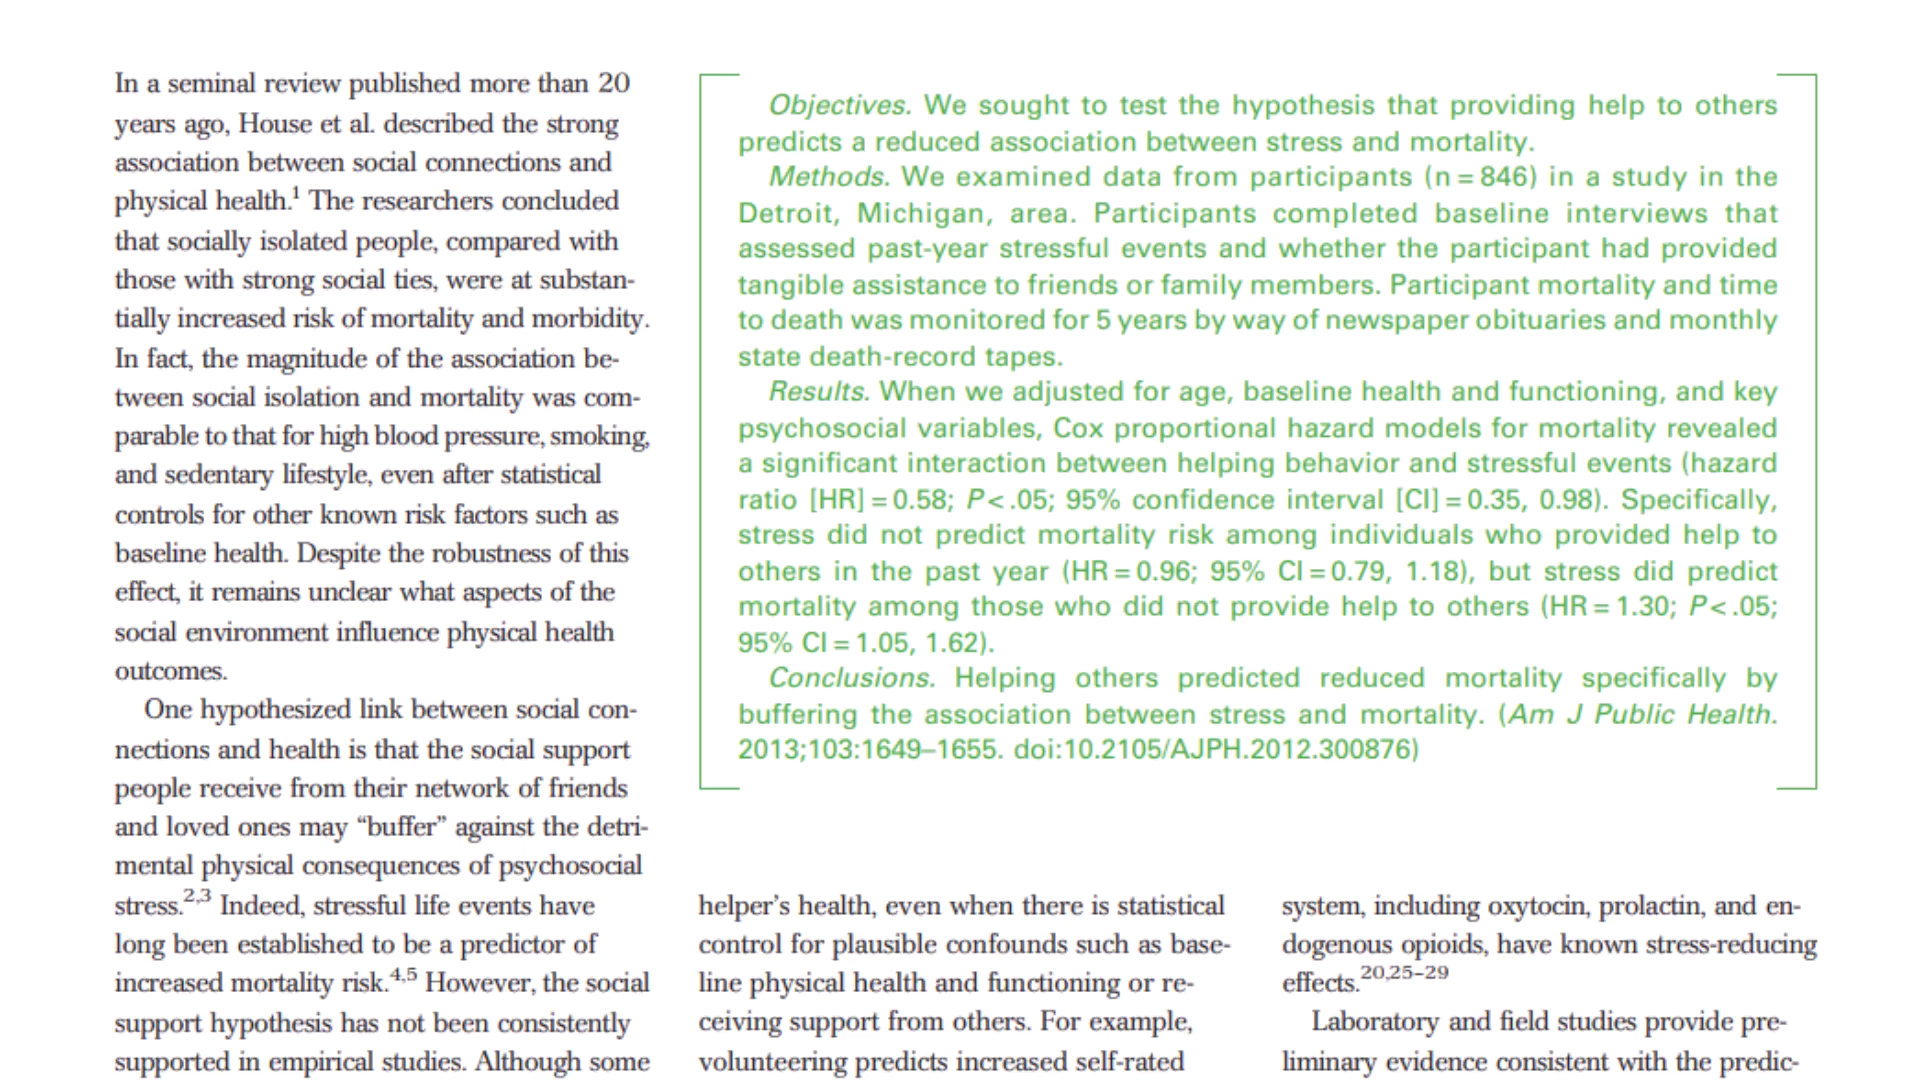 In a seminal review published more than 20
years ago, House et al. described the strong
association between social connections and
physical health.1 The researchers concluded
that socially isolated people, compared with
those with strong social ties, were at substan-
tially increased risk of mortality and morbidity.
In fact, the magnitude of the association be-
tween social isolation and mortality was com-
parable to that for high blood pressure, smoking,
and sedentary lifestyle, even after statistical
controls for other known risk factors such as
baseline health. Despite the robustness of this
effect, it remains unclear what aspects of the
social environment influence physical health
outcomes.
One hypothesized link between social con-
nections and health is that the social support
people receive from their network of friends
and loved ones may “buffer” against the detri-
mental physical consequences of psychosocial
stress.2,3 Indeed, stressful life events have
long been established to be a predictor of
increased mortality risk.4,5 However, the social
support hypothesis has not been consistently
supported in empirical studies. Although some
Objectives. We sought to test the hypothesis that providing help to others
predicts a reduced association between stress and mortality.
Methods. We examined data from participants (n = 846) in a study in the
Detroit, Michigan, area. Participants completed baseline interviews that
assessed past-year stressful events and whether the participant had provided
tangible assistance to friends or family members. Participant mortality and time
to death was monitored for 5 years by way of newspaper obituaries and monthly
state death-record tapes.
Results. When we adjusted for age, baseline health and functioning, and key
psychosocial variables, Cox proportional hazard models for mortality revealed
a significant interaction between helping behavior and stressful events (hazard
ratio [HR] = 0.58; P < .05; 95% confidence interval [CI] = 0.35, 0.98). Specifically,
stress did not predict mortality risk among individuals who provided help to
others in the past year (HR = 0.96; 95% CI = 0.79, 1.18), but stress did predict
mortality among those who did not provide help to others (HR = 1.30; P < .05;
95% CI = 1.05, 1.62).
Conclusions. Helping others predicted reduced mortality specifically by
buffering the association between stress and mortality. (Am J Public Health.
2013;103:1649–1655. doi:10.2105/AJPH.2012.300876)
helper’s health, even when there is statistical
control for plausible confounds such as base-
line physical health and functioning or re-
ceiving support from others. For example,
volunteering predicts increased self-rated
system, including oxytocin, prolactin, and en-
dogenous opioids, have known stress-reducing
effects.20,25–29
Laboratory and field studies provide pre-
liminary evidence consistent with the predic-